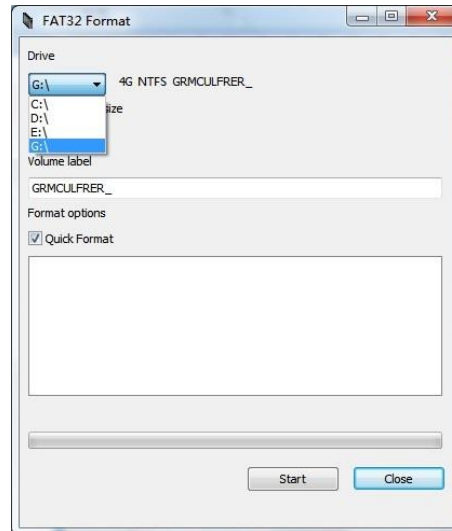 FAT32 Format
Drive
G:\ 4G NTFS GRMCULFRER_
C:\
size
D:\
E:\
G:\
Volume label
GRMCULFRER_
Format options
Quick Format
Start Close